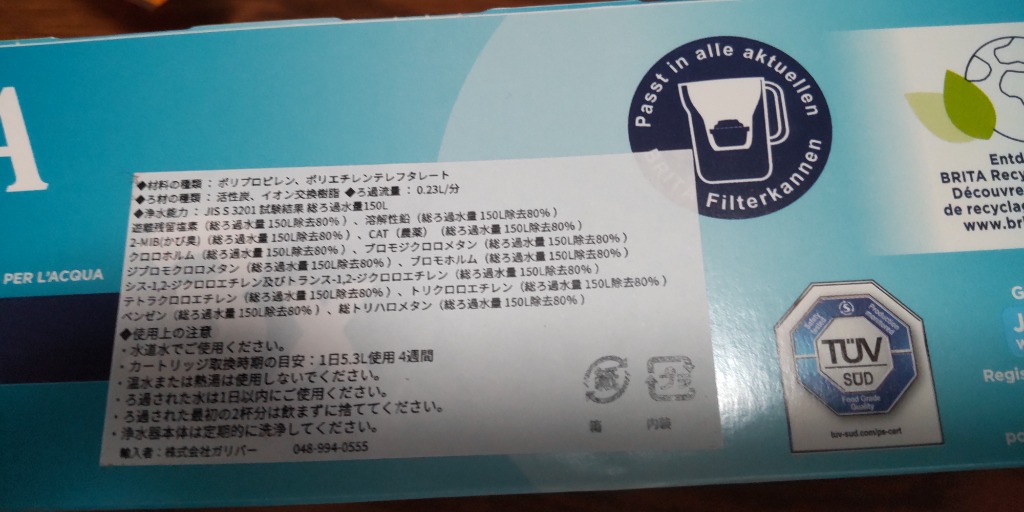 A
PER L'ACQUA
◆材料の種類：ポリプロピレン、ポリエチレンテレフタレート
◆ろ材の種類：活性炭、イオン交換樹脂 ◆ろ過流量：0.23L/分
◆浄水能力：JIS S 3201 試験結果 総ろ過水量150L
遊離残留塩素（総ろ過水量 150L除去80%）、溶解性鉛（総ろ過水量 150L除去80%）
2-MIB(かび臭)（総ろ過水量 150L除去80%）、CAT（農薬）（総ろ過水量 150L除去80%）
クロロホルム（総ろ過水量 150L除去80%）、ブロモジクロロメタン（総ろ過水量 150L除去80%）
ジブロモクロロメタン（総ろ過水量 150L除去80%）、ブロモホルム（総ろ過水量 150L除去80%）
シス-1,2-ジクロロエチレン及びトランス-1,2-ジクロロエチレン（総ろ過水量 150L除去80%）
テトラクロロエチレン（総ろ過水量 150L除去80%）、トリクロロエチレン（総ろ過水量 150L除去80%）
ベンゼン（総ろ過水量 150L除去80%）、総トリハロメタン（総ろ過水量 150L除去80%）
◆使用上の注意
・水道水でご使用ください。
・カートリッジ取換時期の目安：1日5.3L使用 4週間
・温水または熱湯は使用しないでください。
・ろ過された水は1日以内にご使用ください。
・ろ過された最初の2杯分は飲まずに捨ててください。
・浄水器本体は定期的に洗浄してください。
輸入者：株式会社ガリバー 048-994-0555
箱 内袋
Passt in alle aktuellen
BRITA Filterkannen
Entd
BRITA Recy
Découvre
de recyclag
www.br
TÜV
SÜD
Production monitored
Food Grade Quality
tuv-sud.com/ps-cert
G
J
w
Regis
po